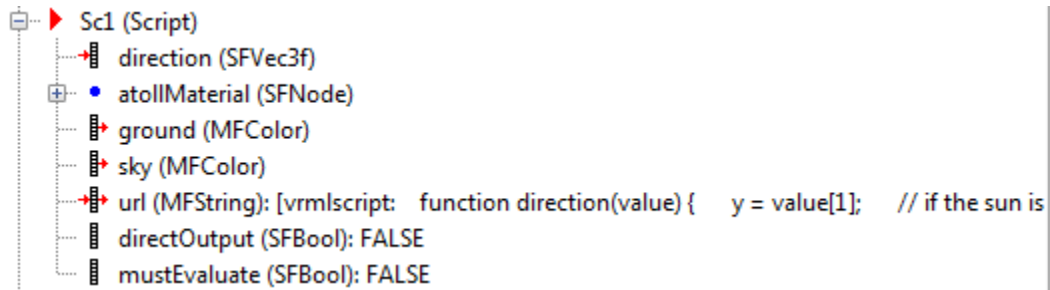 Sc1 (Script)
direction (SFVec3f)
atollMaterial (SFNode)
ground (MFColor)
sky (MFColor)
url (MFString): [vrmlscript:   function direction(value) {     y = value[1];     // if the sun is
directOutput (SFBool): FALSE
mustEvaluate (SFBool): FALSE